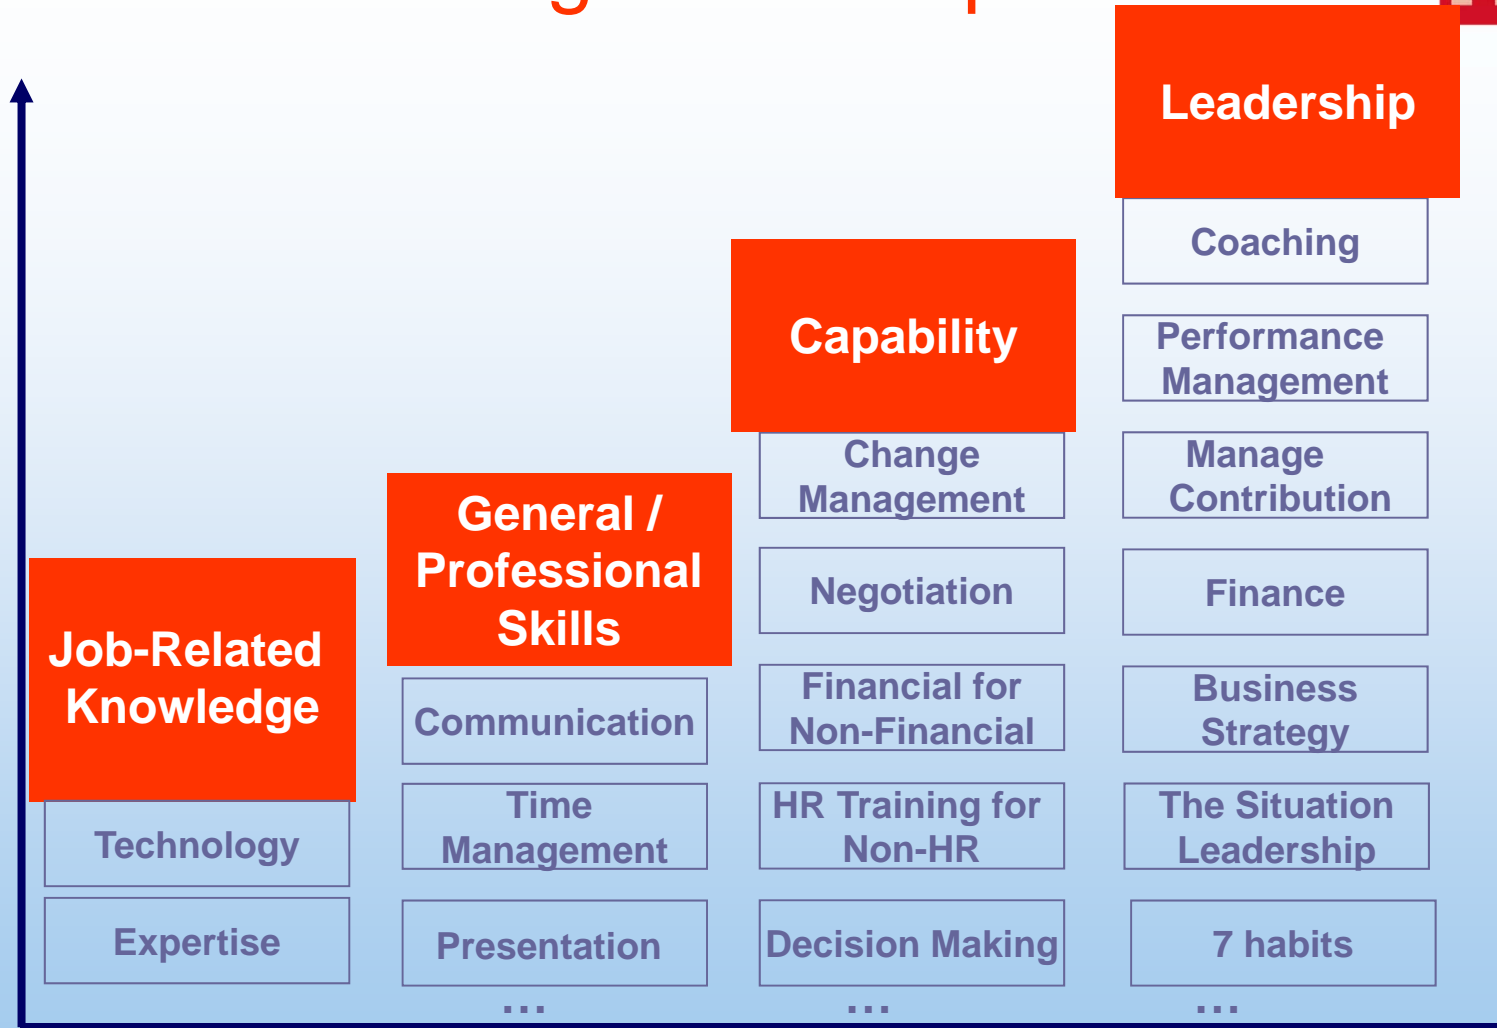 Leadership
Coaching
Performance
Management
Manage
Contribution
Finance
Business
Strategy
The Situation
Leadership
7 habits
...
Capability
Change
Management
Negotiation
Financial for
Non-Financial
HR Training for
Non-HR
Decision Making
...
General /
Professional
Skills
Communication
Time
Management
Presentation
...
Job-Related
Knowledge
Technology
Expertise